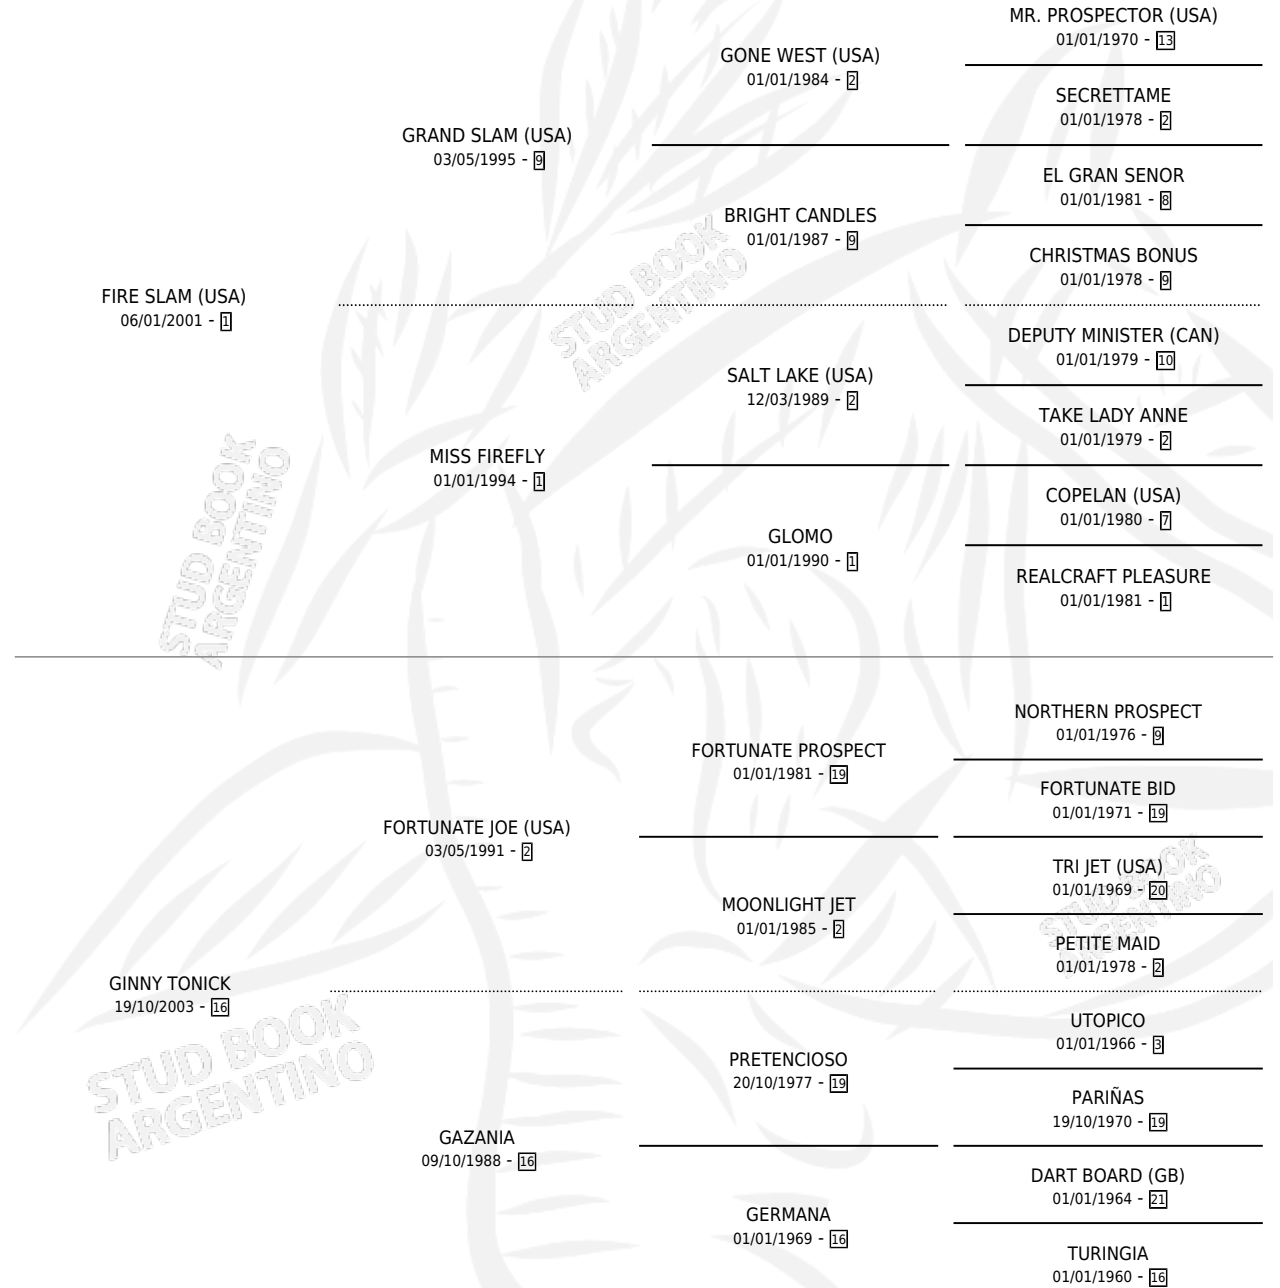 MR. PROSPECTOR (USA)
01/01/1970 - 13
GONE WEST (USA)
01/01/1984 - 2
SECRETTAME
01/01/1978 - 2
GRAND SLAM (USA)
03/05/1995 - 9
EL GRAN SENOR
01/01/1981 - 8
BRIGHT CANDLES
01/01/1987 - 9
CHRISTMAS BONUS
01/01/1978 - 9
FIRE SLAM (USA)
06/01/2001 - 1
DEPUTY MINISTER (CAN)
01/01/1979 - 10
SALT LAKE (USA)
12/03/1989 - 2
TAKE LADY ANNE
01/01/1979 - 2
MISS FIREFLY
01/01/1994 - 1
COPELAN (USA)
01/01/1980 - 7
GLOMO
01/01/1990 - 1
REALCRAFT PLEASURE
01/01/1981 - 1
NORTHERN PROSPECT
01/01/1976 - 9
FORTUNATE PROSPECT
01/01/1981 - 19
FORTUNATE BID
01/01/1971 - 19
FORTUNATE JOE (USA)
03/05/1991 - 2
TRI JET (USA)
01/01/1969 - 20
MOONLIGHT JET
01/01/1985 - 2
PETITE MAID
01/01/1978 - 2
GINNY TONICK
19/10/2003 - 16
UTOPICO
01/01/1966 - 3
PRETENCIOSO
20/10/1977 - 19
PARIÑAS
19/10/1970 - 19
GAZANIA
09/10/1988 - 16
DART BOARD (GB)
01/01/1964 - 21
GERMANA
01/01/1969 - 16
TURINGIA
01/01/1960 - 16
STUD BOOK
ARGENTINO
STUD BOOK
ARGENTINO
STUD BOOK
ARGENTINO
STUD BOOK
ARGENTINO